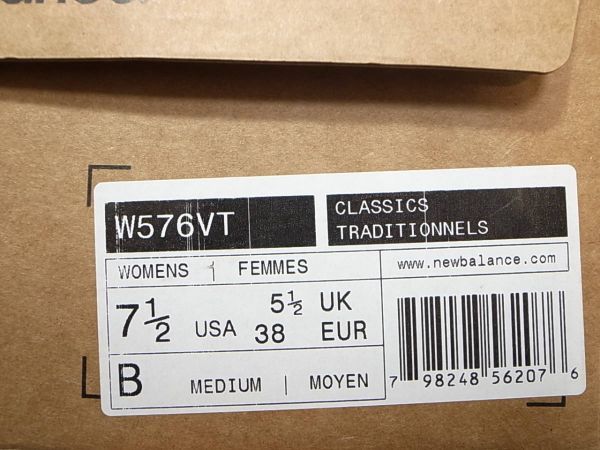 W576VT
CLASSICS
TRADITIONNELS
WOMENS | FEMMES
www.newbalance.com
7½ USA
5½ UK
38 EUR
B MEDIUM | MOYEN
7 98248 56207 6